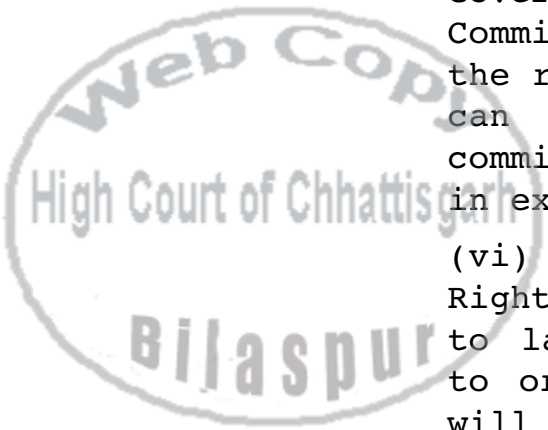 Web Copy
High Court of Chhattisgarh
Bilaspur
Commi
the r
can
commi
in ex
(vi)
Right
to la
to or
will